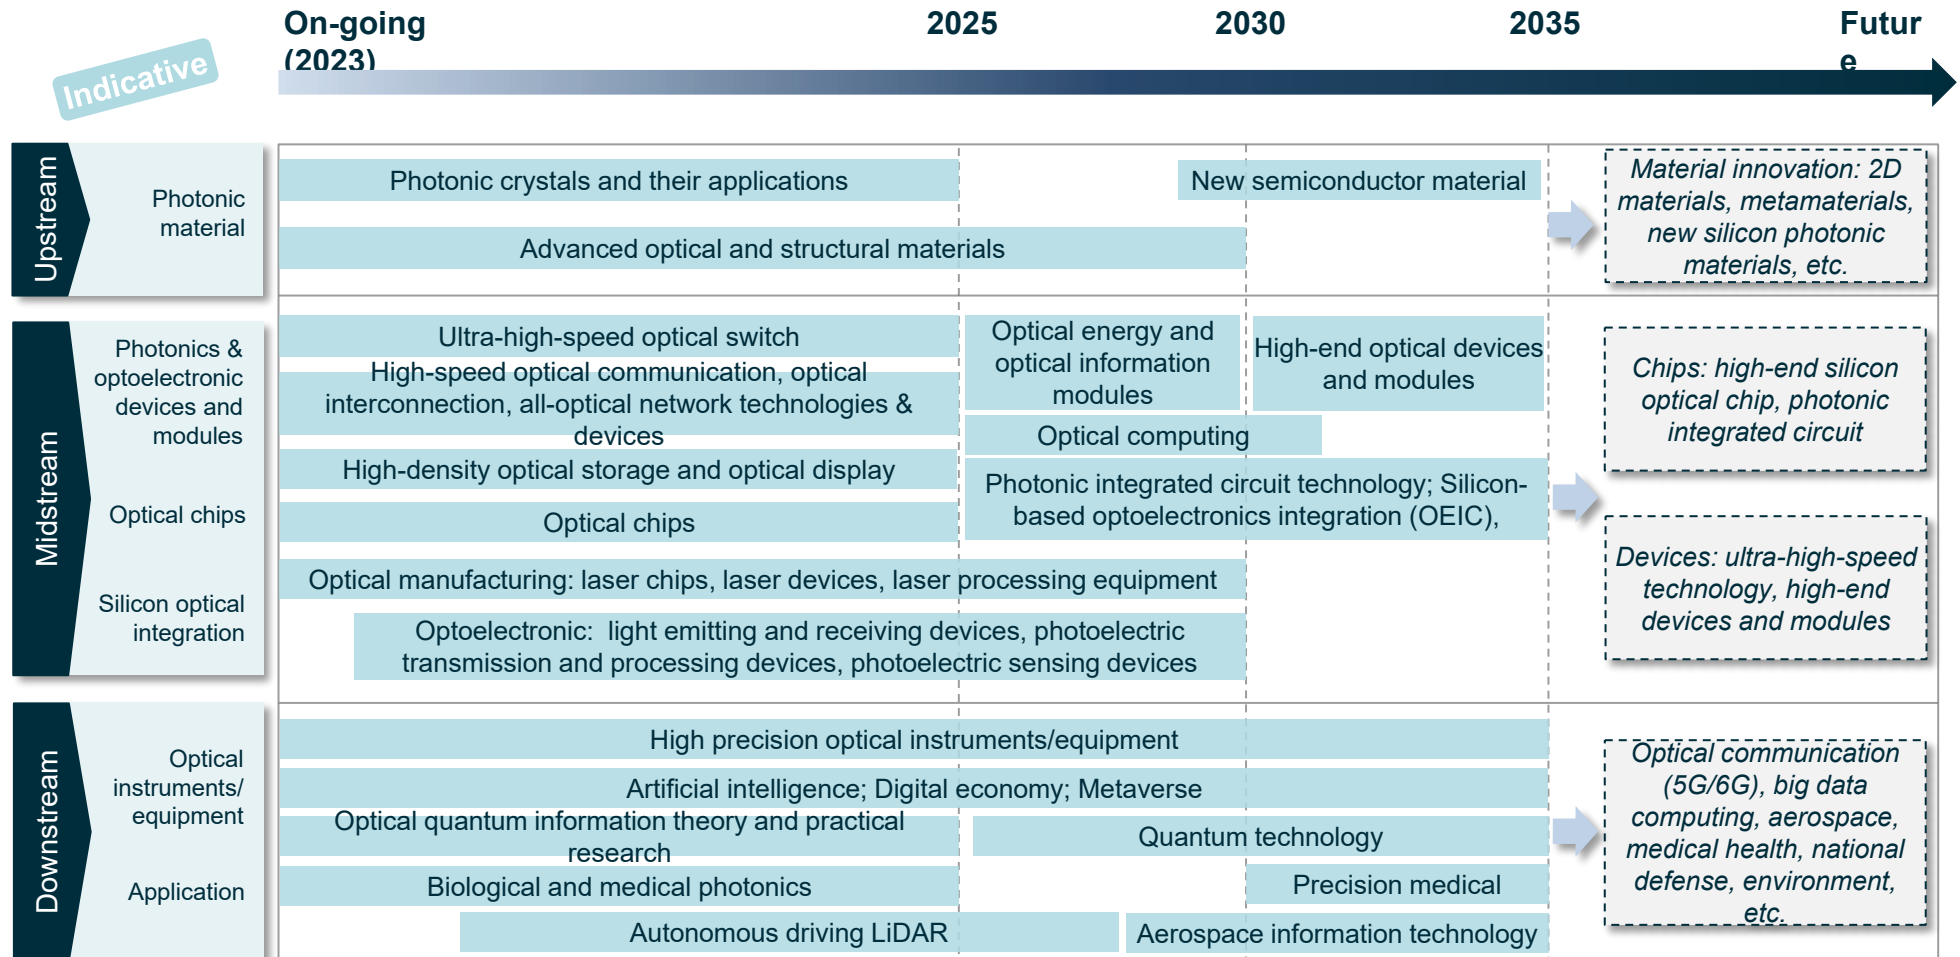 On-going
(2023)
2025
2030
2035
Futur
e
Indicative
Upstream
Photonic
material
Photonic crystals and their applications
New semiconductor material
Advanced optical and structural materials
Material innovation: 2D
materials, metamaterials,
new silicon photonic
materials, etc.
Midstream
Photonics &
optoelectronic
devices and
modules
Optical chips
Silicon optical
integration
Ultra-high-speed optical switch
High-speed optical communication, optical
interconnection, all-optical network technologies &
devices
High-density optical storage and optical display
Optical chips
Optical energy and
optical information
modules
High-end optical devices
and modules
Optical computing
Photonic integrated circuit technology; Silicon-
based optoelectronics integration (OEIC),
Optical manufacturing: laser chips, laser devices, laser processing equipment
Optoelectronic:  light emitting and receiving devices, photoelectric
transmission and processing devices, photoelectric sensing devices
Chips: high-end silicon
optical chip, photonic
integrated circuit
Devices: ultra-high-speed
technology, high-end
devices and modules
Downstream
Optical
instruments/
equipment
Application
High precision optical instruments/equipment
Artificial intelligence; Digital economy; Metaverse
Optical quantum information theory and practical
research
Quantum technology
Biological and medical photonics
Precision medical
Autonomous driving LiDAR
Aerospace information technology
Optical communication
(5G/6G), big data
computing, aerospace,
medical health, national
defense, environment,
etc.